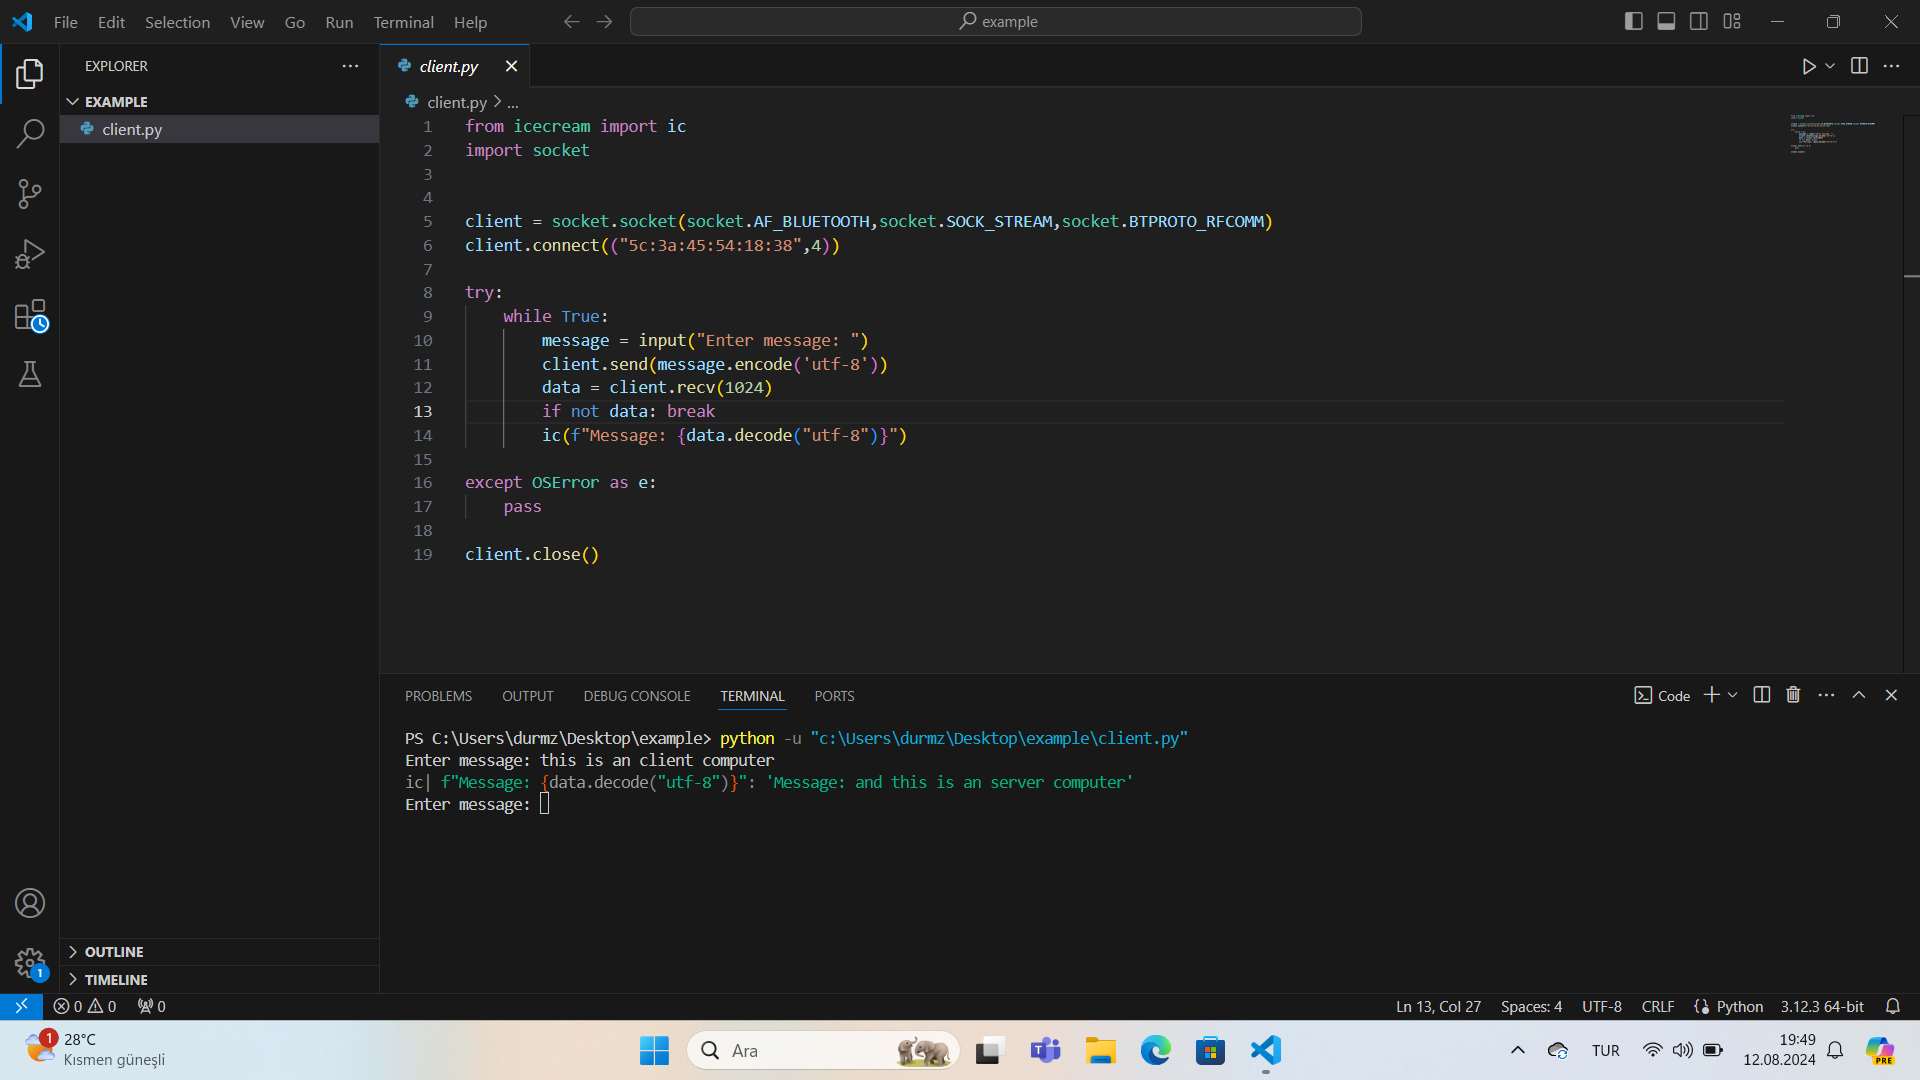 File Edit Selection View Go Run Terminal Help
example
EXPLORER
EXAMPLE
client.py
OUTLINE
TIMELINE
client.py
client.py > ...
1 from icecream import ic
2 import socket
3
4
5 client = socket.socket(socket.AF_BLUETOOTH,socket.SOCK_STREAM,socket.BTPROTO_RFCOMM)
6 client.connect(("5c:3a:45:54:18:38",4))
7
8 try:
9 while True:
10 message = input("Enter message: ")
11 client.send(message.encode('utf-8'))
12 data = client.recv(1024)
13 if not data: break
14 ic(f"Message: {data.decode("utf-8")}")
15
16 except OSError as e:
17 pass
18
19 client.close()
PROBLEMS OUTPUT DEBUG CONSOLE TERMINAL PORTS
Code
PS C:\Users\durmz\Desktop\example> python -u "c:\Users\durmz\Desktop\example\client.py"
Enter message: this is an client computer
ic| f"Message: {data.decode("utf-8")}": 'Message: and this is an server computer'
Enter message:
1
0 0 0
Ln 13, Col 27 Spaces: 4 UTF-8 CRLF Python 3.12.3 64-bit
1
28°C
Kısmen güneşli
Ara
TUR
19:49
12.08.2024
PRE